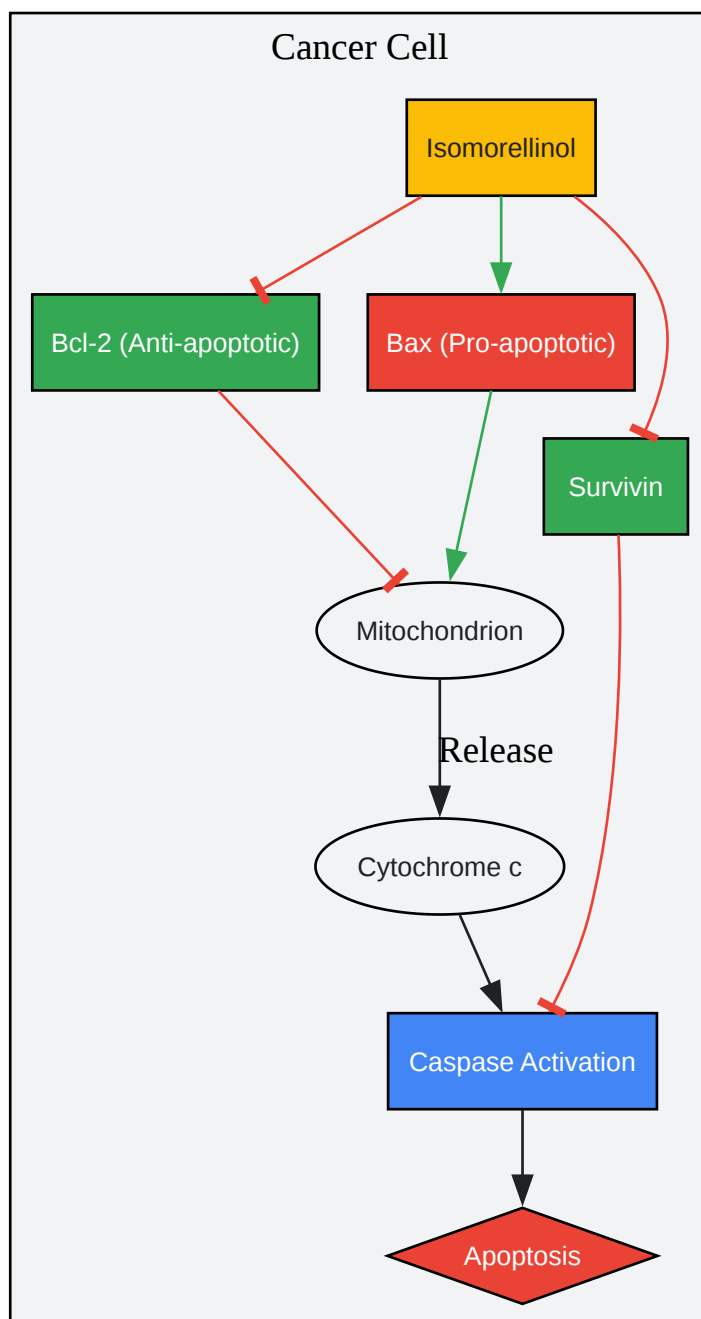 Cancer Cell
Isomorellinol
Bcl-2 (Anti-apoptotic)
Bax (Pro-apoptotic)
Survivin
Mitochondrion
Release
Cytochrome c
Caspase Activation
Apoptosis